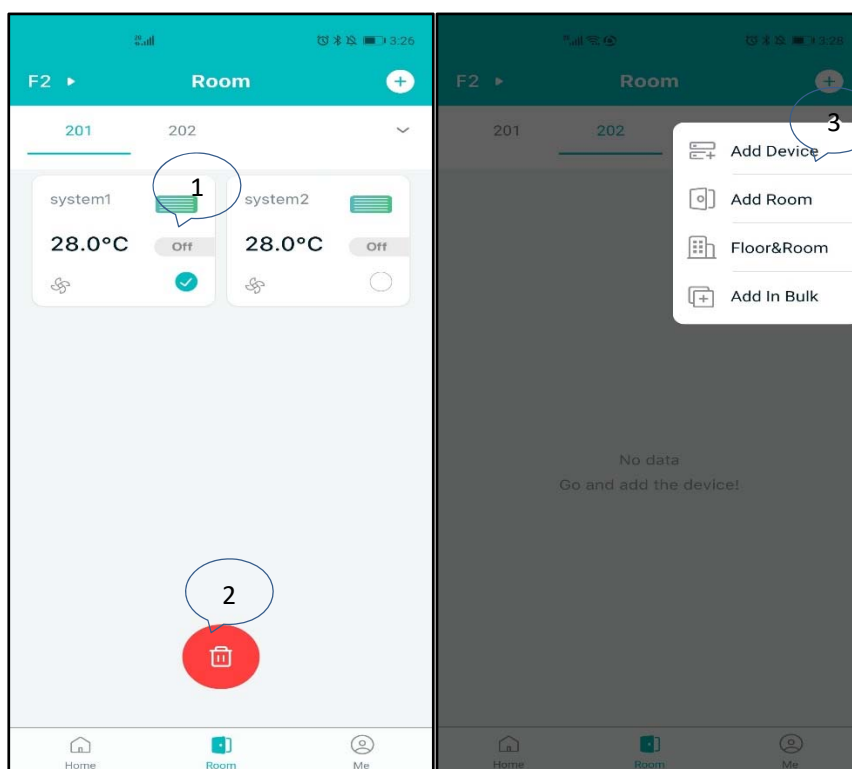 3:26
F2 Room
201 202
1
system1 system2
28.0°C Off 28.0°C Off
2
Home Room Me
3:28
F2 Room
201 202
3
Add Device
Add Room
Floor&Room
Add In Bulk
No data
Go and add the device!
Home Room Me